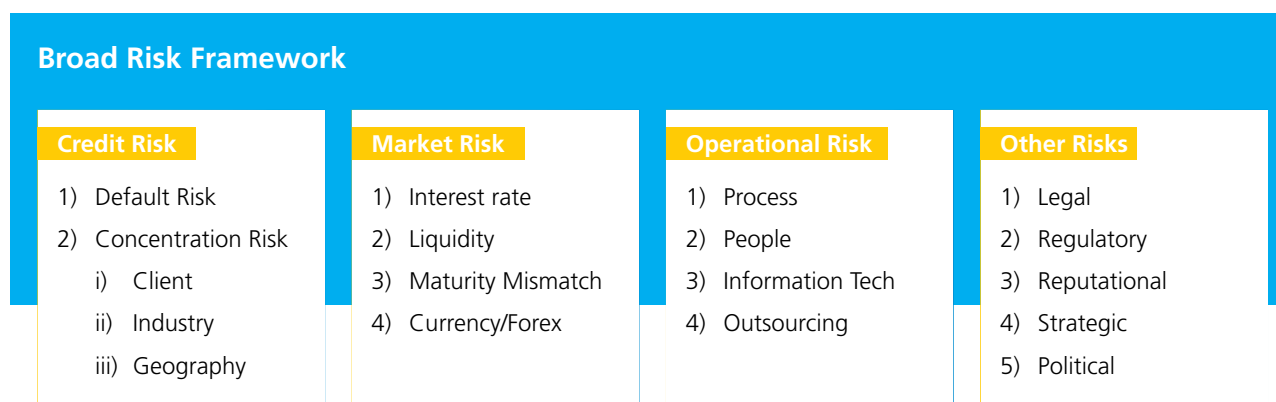 Broad Risk Framework
Credit Risk
1) Default Risk
2) Concentration Risk
i) Client
ii) Industry
iii) Geography
Market Risk
1) Interest rate
2) Liquidity
3) Maturity Mismatch
4) Currency/Forex
Operational Risk
1) Process
2) People
3) Information Tech
4) Outsourcing
Other Risks
1) Legal
2) Regulatory
3) Reputational
4) Strategic
5) Political